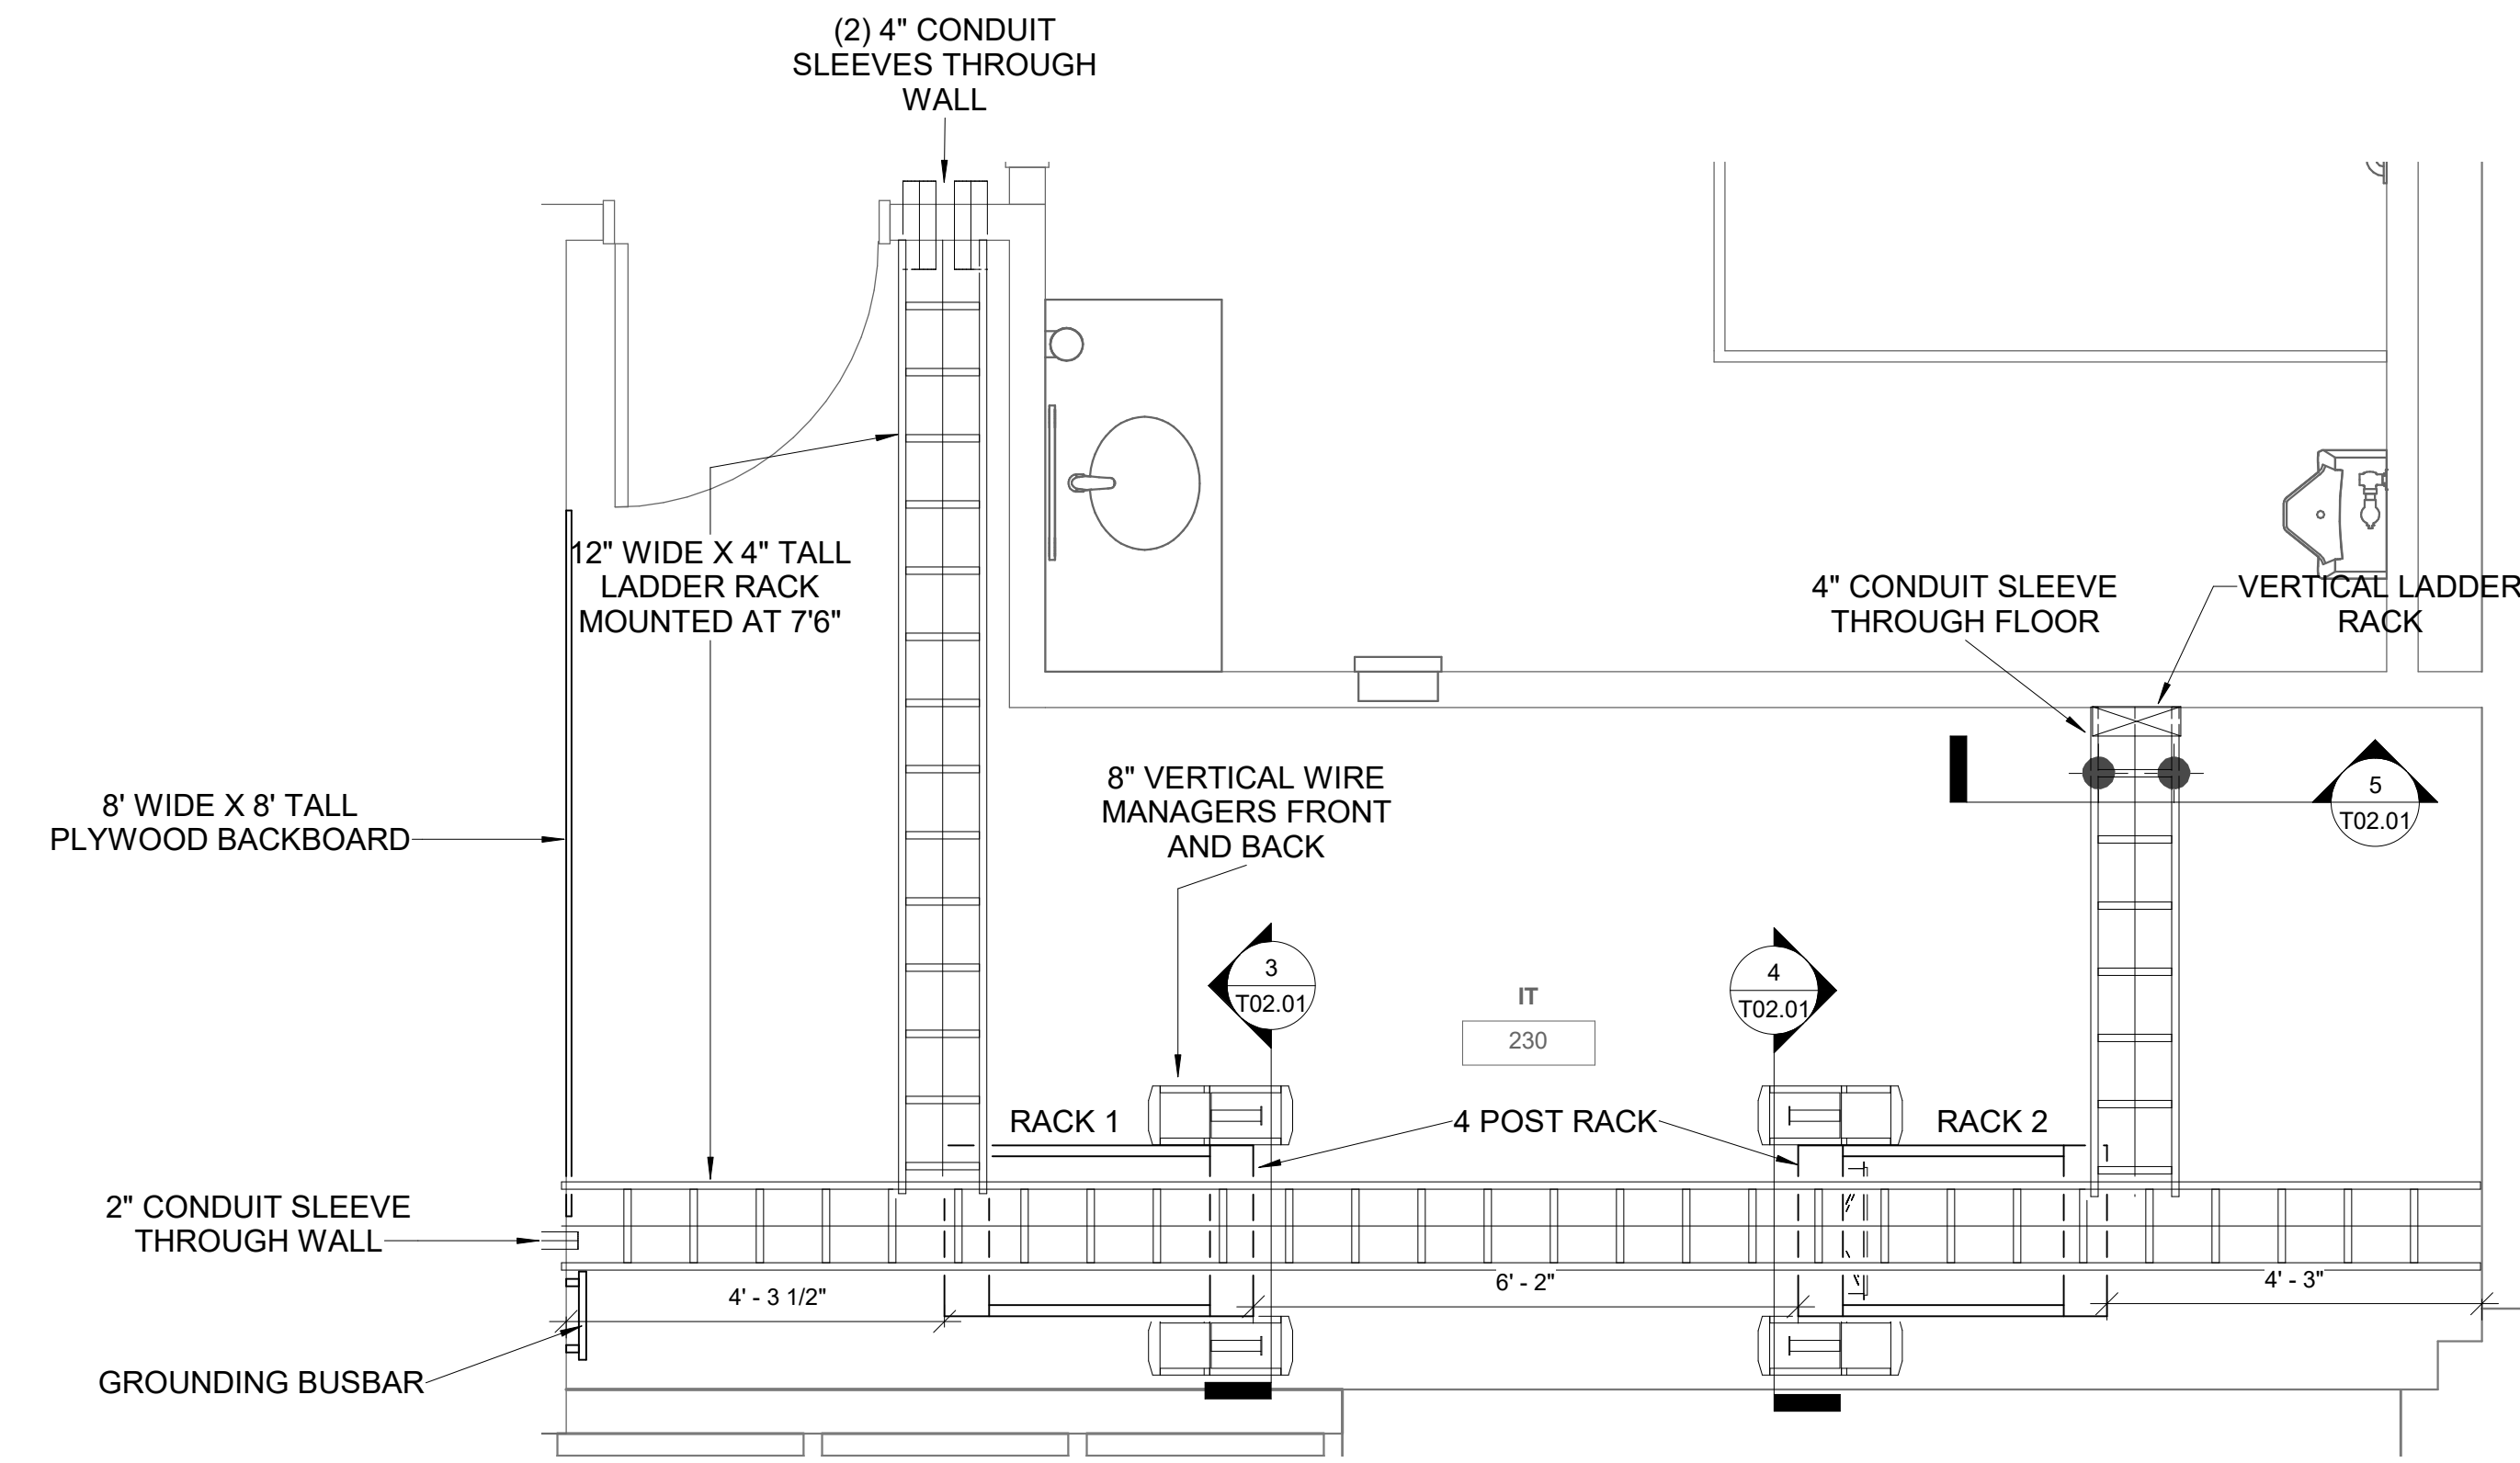 (2) 4" CONDUIT
SLEEVES THROUGH
WALL
12" WIDE X 4" TALL
LADDER RACK
MOUNTED AT 7'6"
4" CONDUIT SLEEVE
THROUGH FLOOR
VERTICAL LADDER
RACK
8' WIDE X 8' TALL
PLYWOOD BACKBOARD
8" VERTICAL WIRE
MANAGERS FRONT
AND BACK
5
T02.01
3
T02.01
4
T02.01
IT
230
RACK 1
4 POST RACK
RACK 2
2" CONDUIT SLEEVE
THROUGH WALL
4' - 3 1/2"
6' - 2"
4' - 3"
GROUNDING BUSBAR